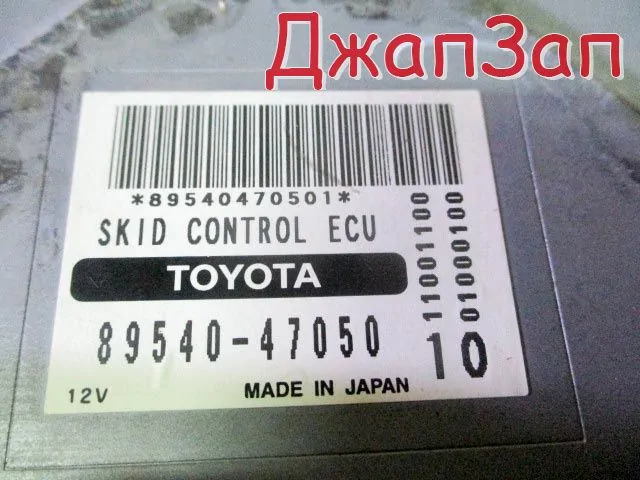 ДжапЗап
*89540470501*
SKID CONTROL ECU
TOYOTA
89540-47050
12V
MADE IN JAPAN
11001100
01000100
10